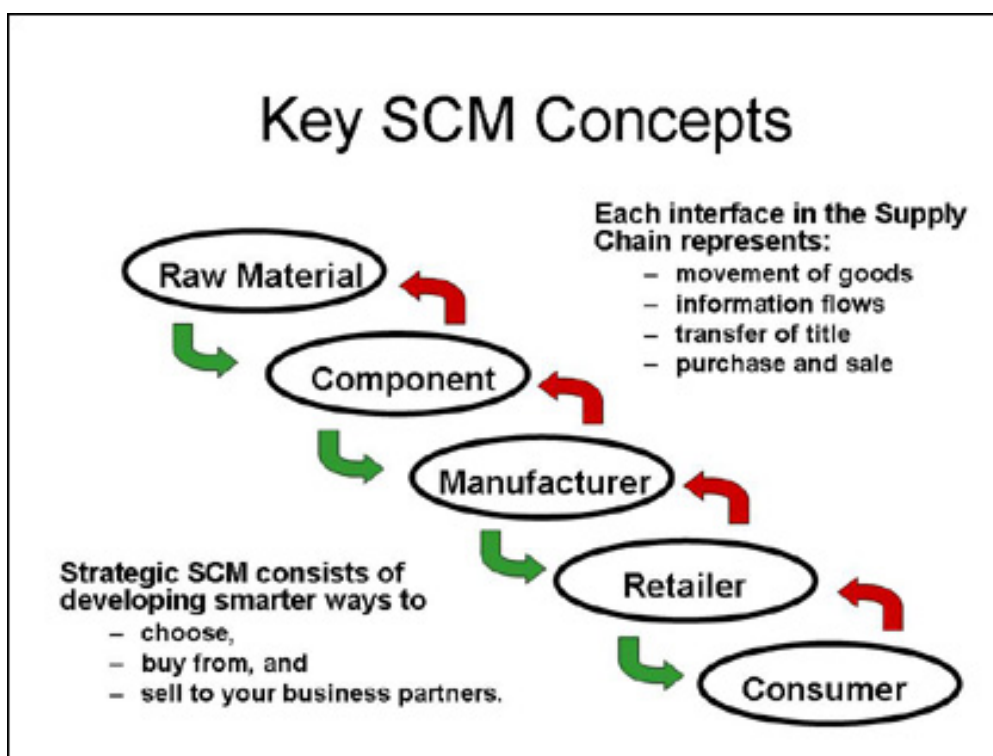 Key SCM Concepts
Each interface in the Supply
Chain represents:
– movement of goods
– information flows
– transfer of title
– purchase and sale
Raw Material
Component
Manufacturer
Retailer
Consumer
Strategic SCM consists of
developing smarter ways to
– choose,
– buy from, and
– sell to your business partners.